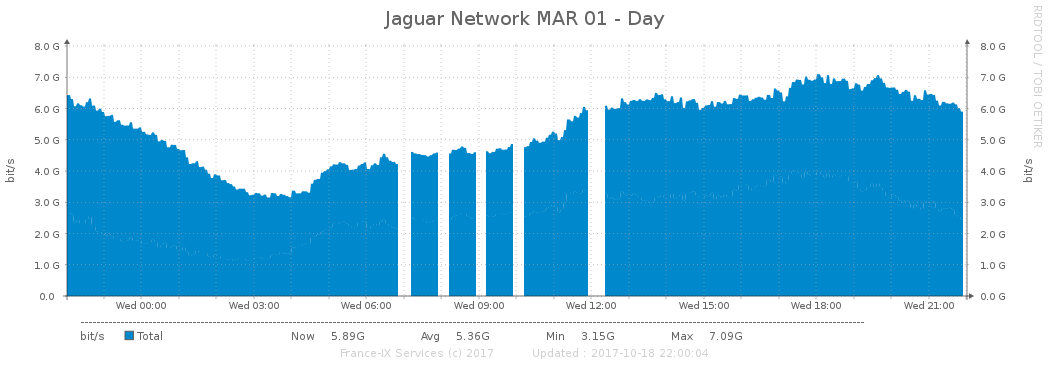 Jaguar Network MAR 01 - Day
RRDTOOL / TOBI OETIKER
bit/s
8.0 G 8.0 G
7.0 G 7.0 G
6.0 G 6.0 G
5.0 G 5.0 G
4.0 G 4.0 G
3.0 G 3.0 G
2.0 G 2.0 G
1.0 G 1.0 G
0.0 0.0 G
bit/s
Wed 00:00 Wed 03:00 Wed 06:00 Wed 09:00 Wed 12:00 Wed 15:00 Wed 18:00 Wed 21:00
bit/s Total Now 5.89G Avg 5.36G Min 3.15G Max 7.09G
France-IX Services (c) 2017 Updated : 2017-10-18 22:00:04